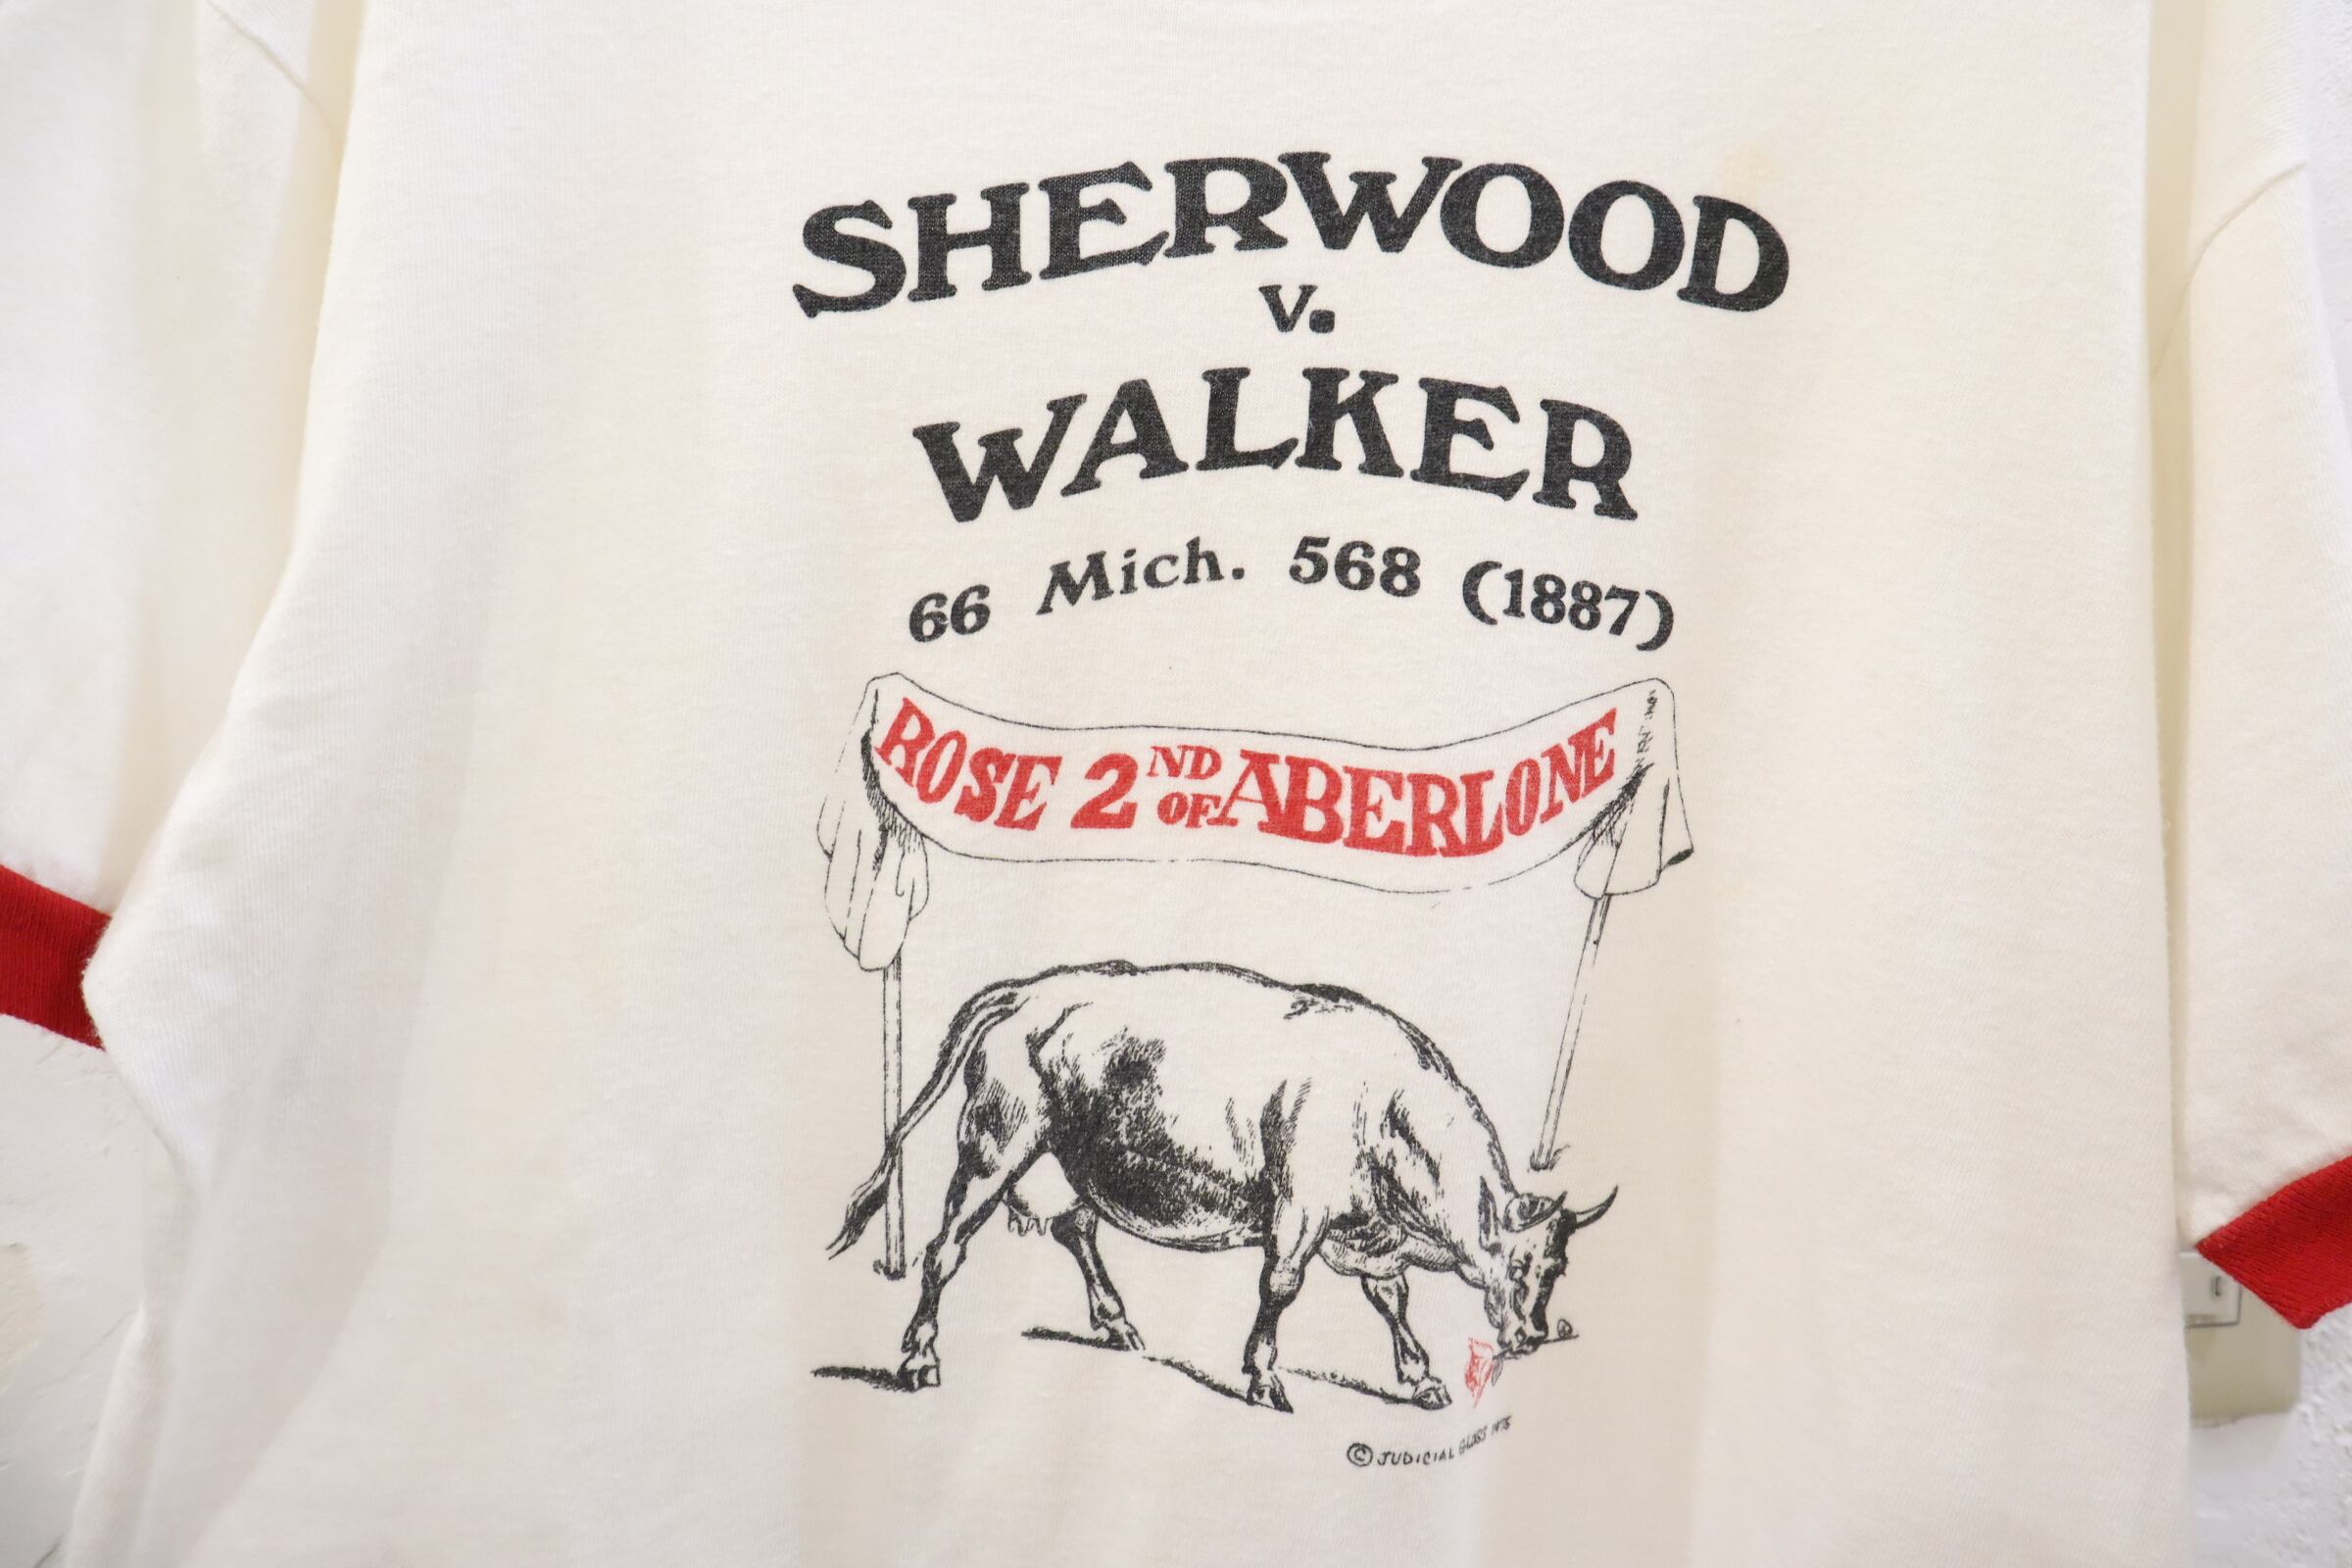 SHERWOOD
v.
WALKER
66 Mich. 568 (1887)
ROSE 2ND OF ABERLONE
© JUDICIAL GLOSS